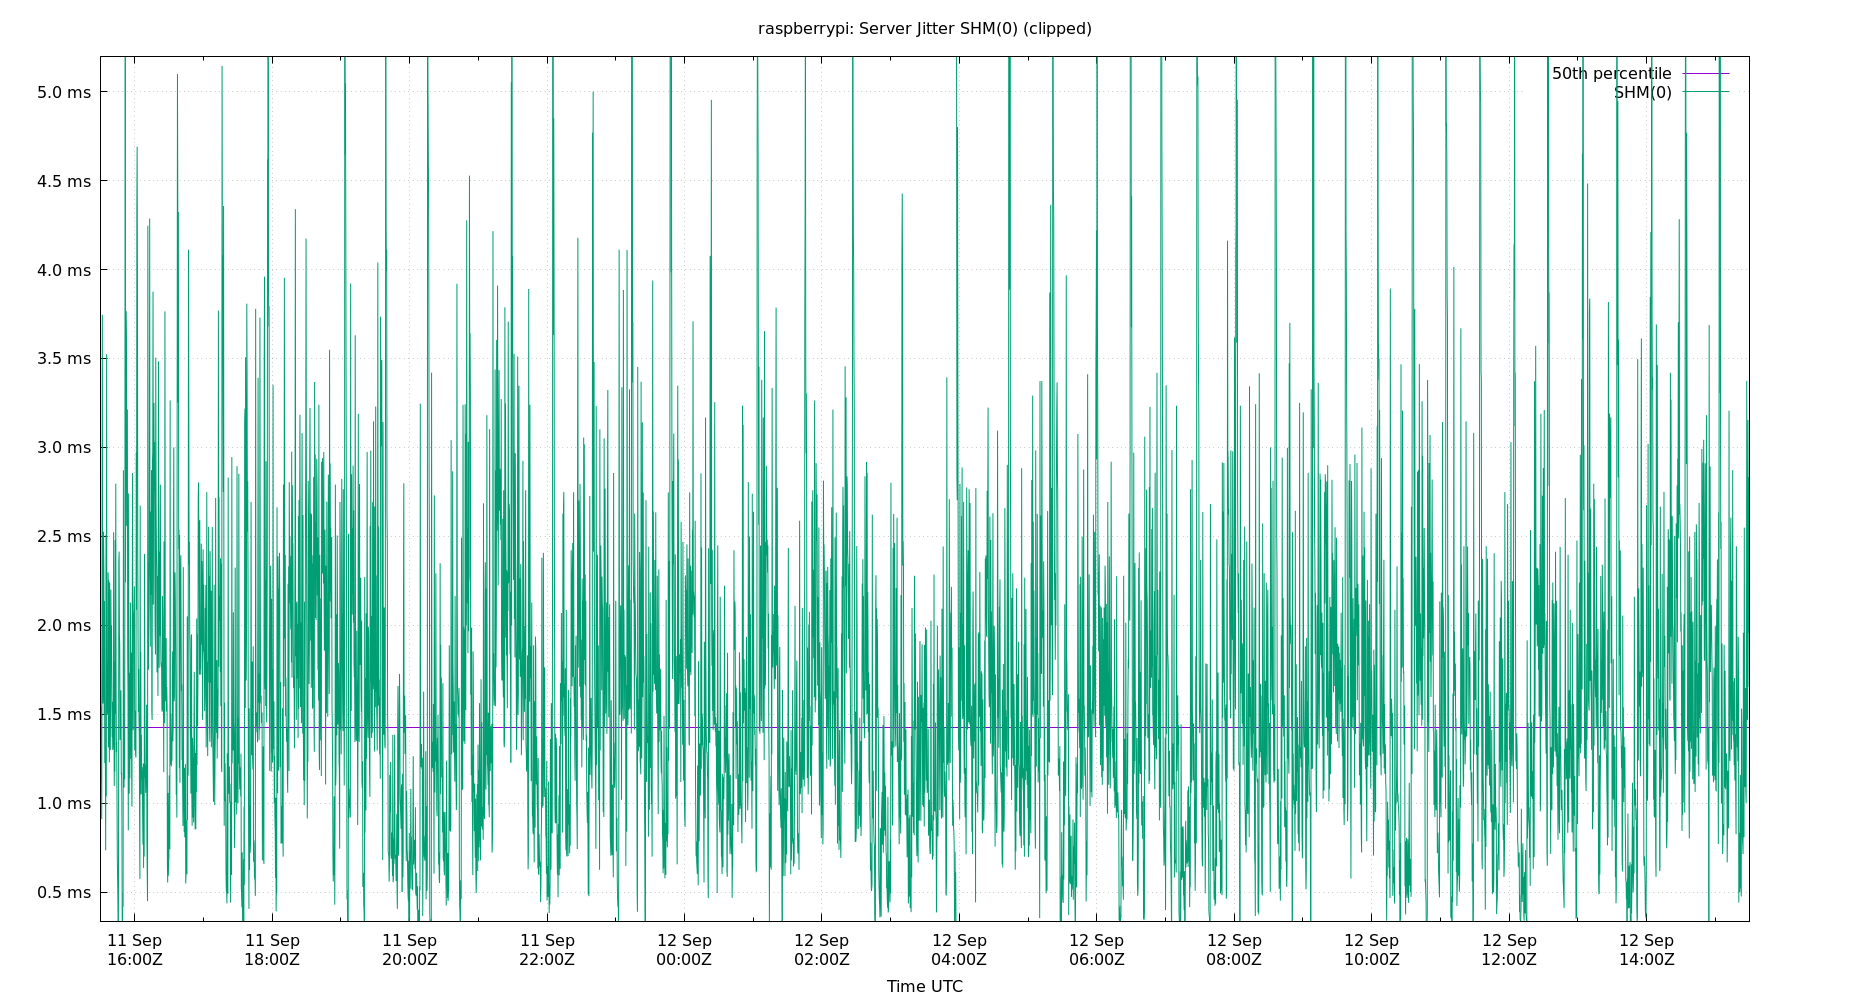 raspberrypi: Server Jitter SHM(0) (clipped)
50th percentile
SHM(0)
5.0 ms
4.5 ms
4.0 ms
3.5 ms
3.0 ms
2.5 ms
2.0 ms
1.5 ms
1.0 ms
0.5 ms
11 Sep 11 Sep 11 Sep 11 Sep 12 Sep 12 Sep 12 Sep 12 Sep 12 Sep 12 Sep 12 Sep 12 Sep
16:00Z 18:00Z 20:00Z 22:00Z 00:00Z 02:00Z 04:00Z 06:00Z 08:00Z 10:00Z 12:00Z 14:00Z
Time UTC